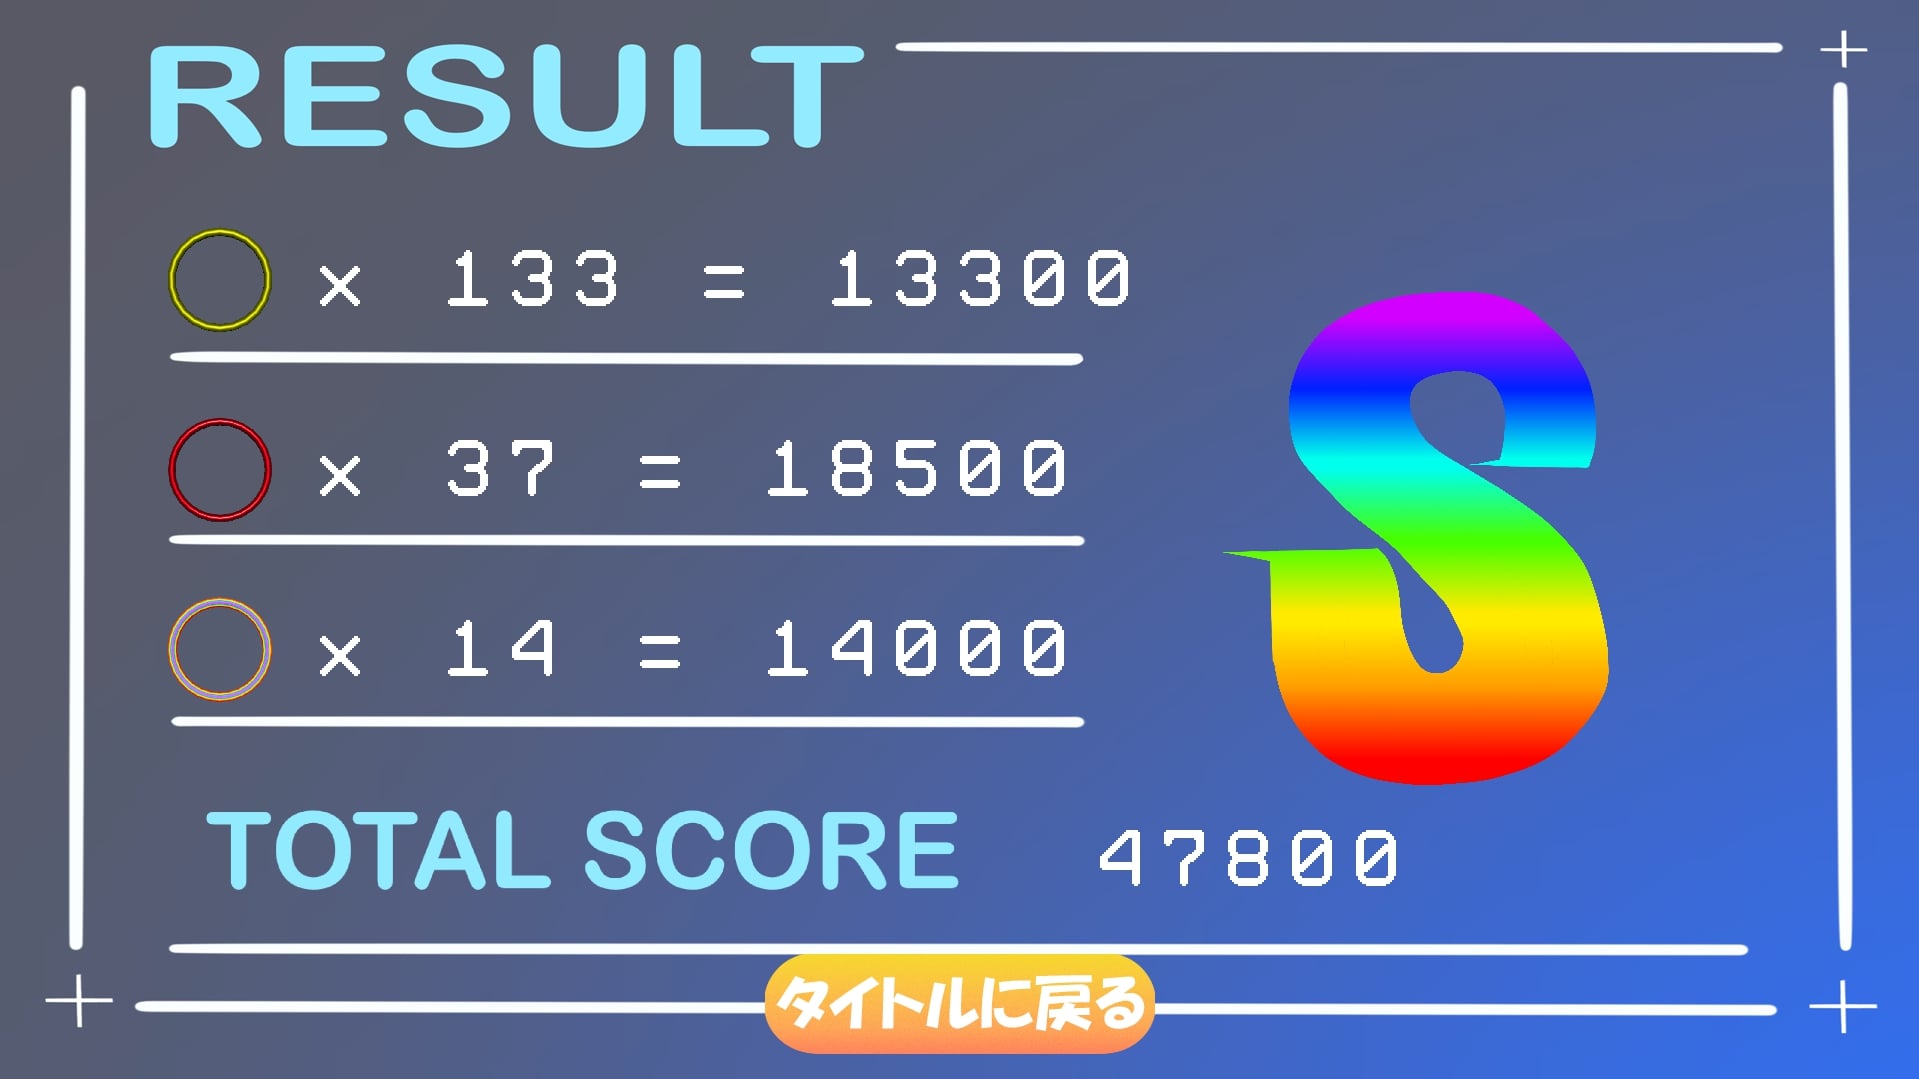 RESULT
× 133 = 13300
× 37 = 18500
× 14 = 14000
S
TOTAL SCORE 47800
タイトルに戻る